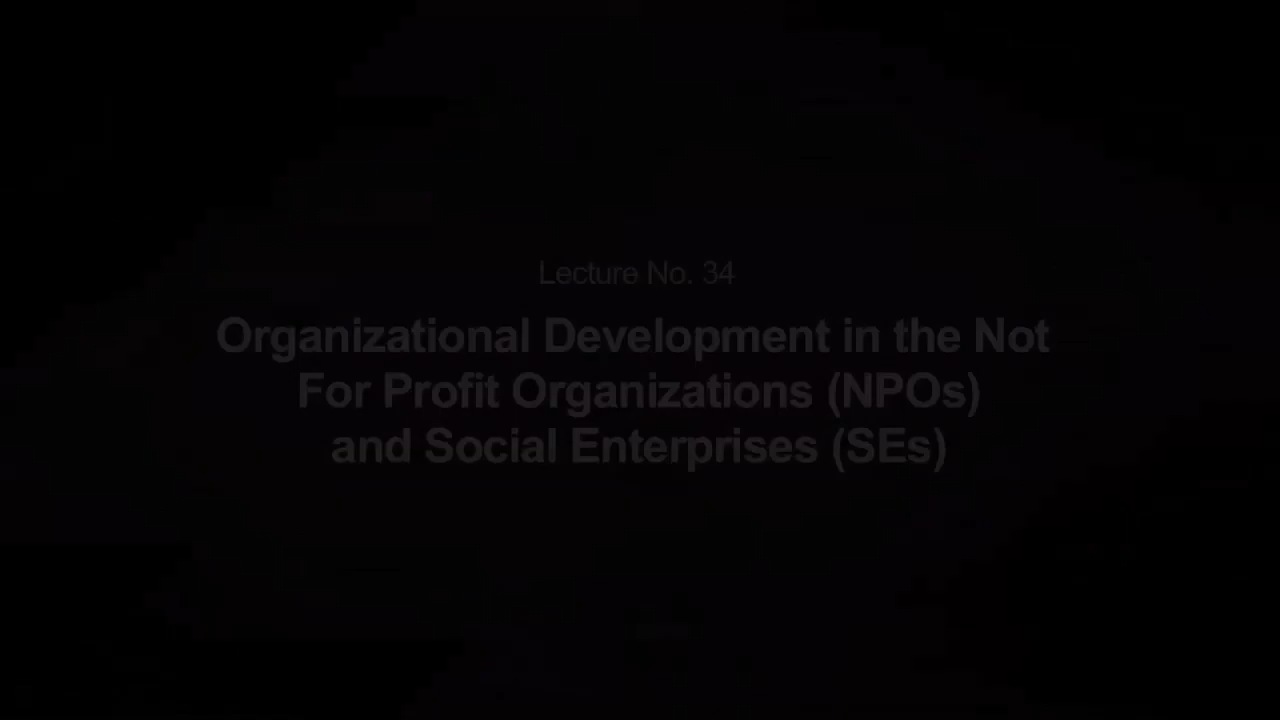 Lecture No. 34
Organizational Development in the Not
For Profit Organizations (NPOs)
and Social Enterprises (SEs)